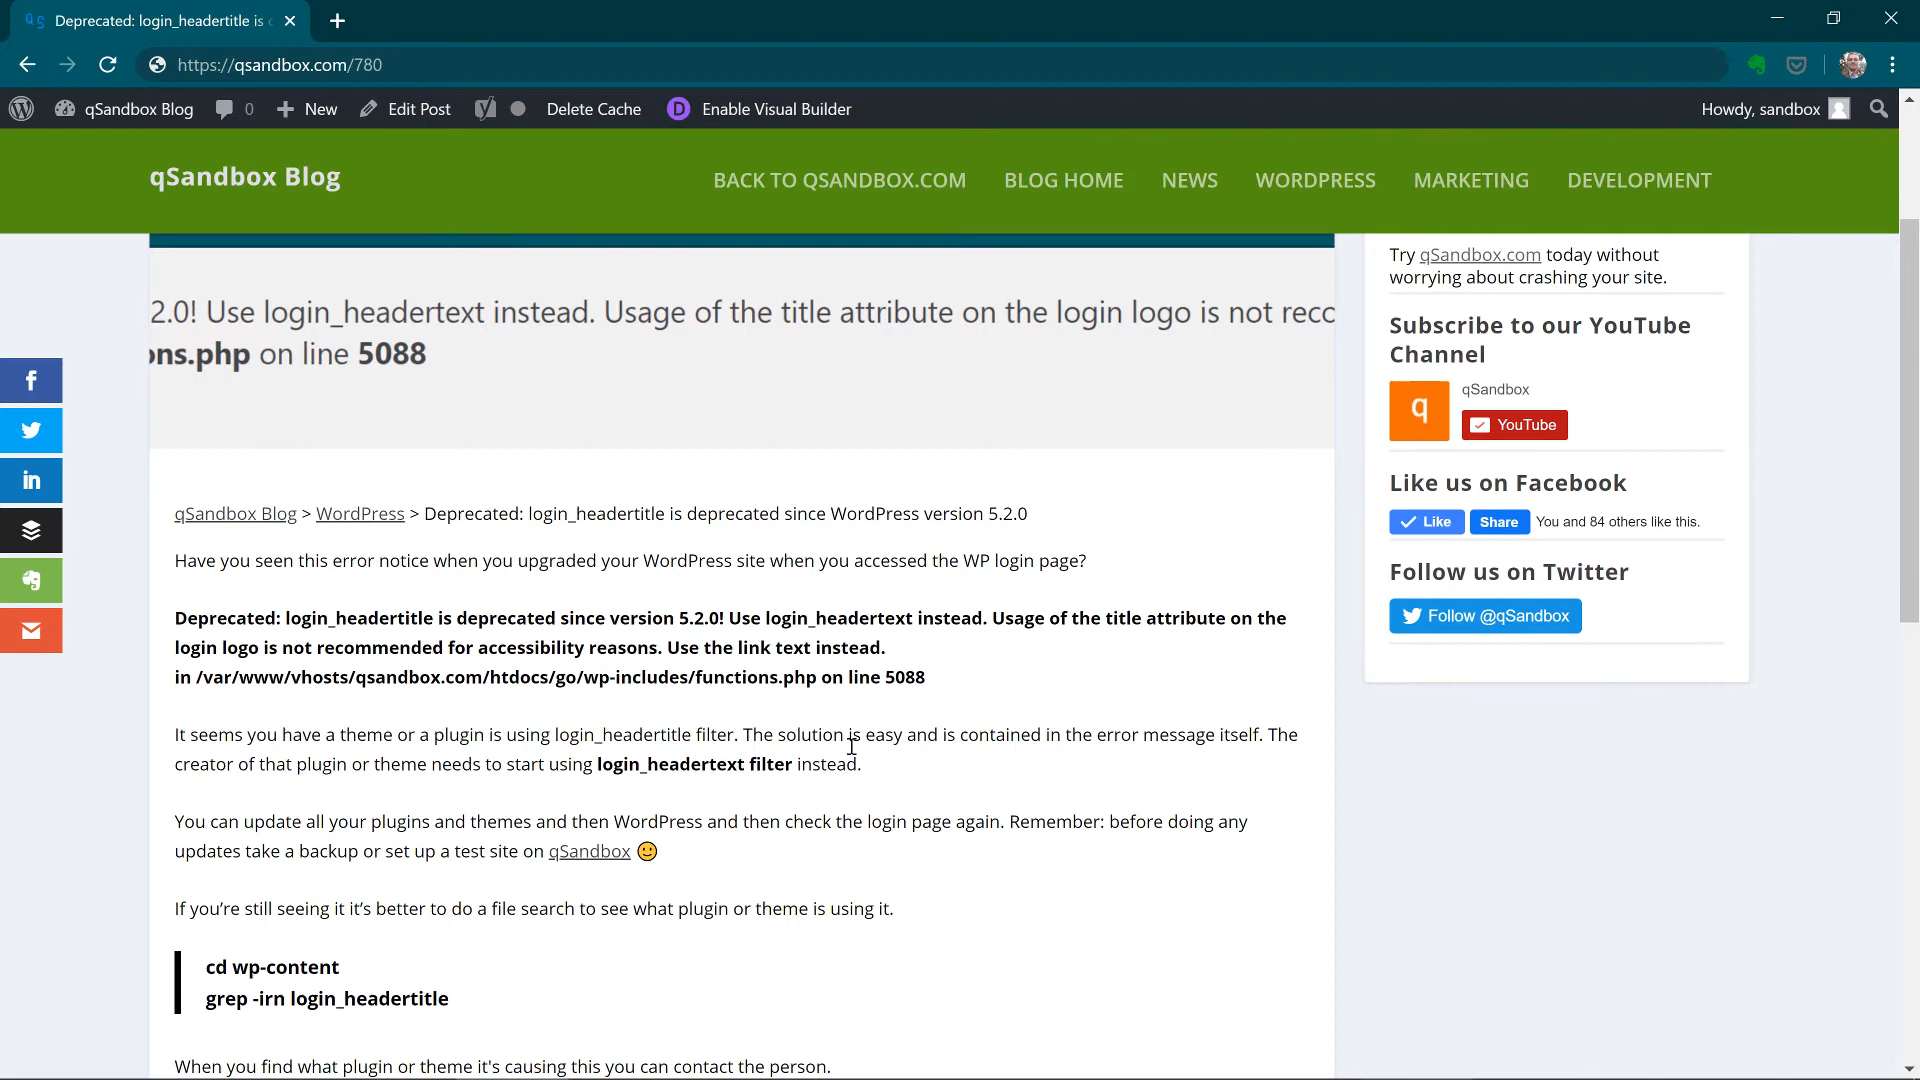 Deprecated: login_headertitle is
https://qsandbox.com/780
qSandbox Blog 0 New Edit Post Delete Cache D Enable Visual Builder Howdy, sandbox
qSandbox Blog
BACK TO QSANDBOX.COM BLOG HOME NEWS WORDPRESS MARKETING DEVELOPMENT
2.0! Use login_headertext instead. Usage of the title attribute on the login logo is not reco
ons.php on line 5088
qSandbox Blog > WordPress > Deprecated: login_headertitle is deprecated since WordPress version 5.2.0
Have you seen this error notice when you upgraded your WordPress site when you accessed the WP login page?
Deprecated: login_headertitle is deprecated since version 5.2.0! Use login_headertext instead. Usage of the title attribute on the
login logo is not recommended for accessibility reasons. Use the link text instead.
in /var/www/vhosts/qsandbox.com/htdocs/go/wp-includes/functions.php on line 5088
It seems you have a theme or a plugin is using login_headertitle filter. The solution is easy and is contained in the error message itself. The
creator of that plugin or theme needs to start using login_headertext filter instead.
You can update all your plugins and themes and then WordPress and then check the login page again. Remember: before doing any
updates take a backup or set up a test site on qSandbox
If you’re still seeing it it’s better to do a file search to see what plugin or theme is using it.
cd wp-content
grep -irn login_headertitle
When you find what plugin or theme it's causing this you can contact the person.
Try qSandbox.com today without
worrying about crashing your site.
Subscribe to our YouTube
Channel
q
qSandbox
YouTube
Like us on Facebook
Like Share You and 84 others like this.
Follow us on Twitter
Follow @qSandbox